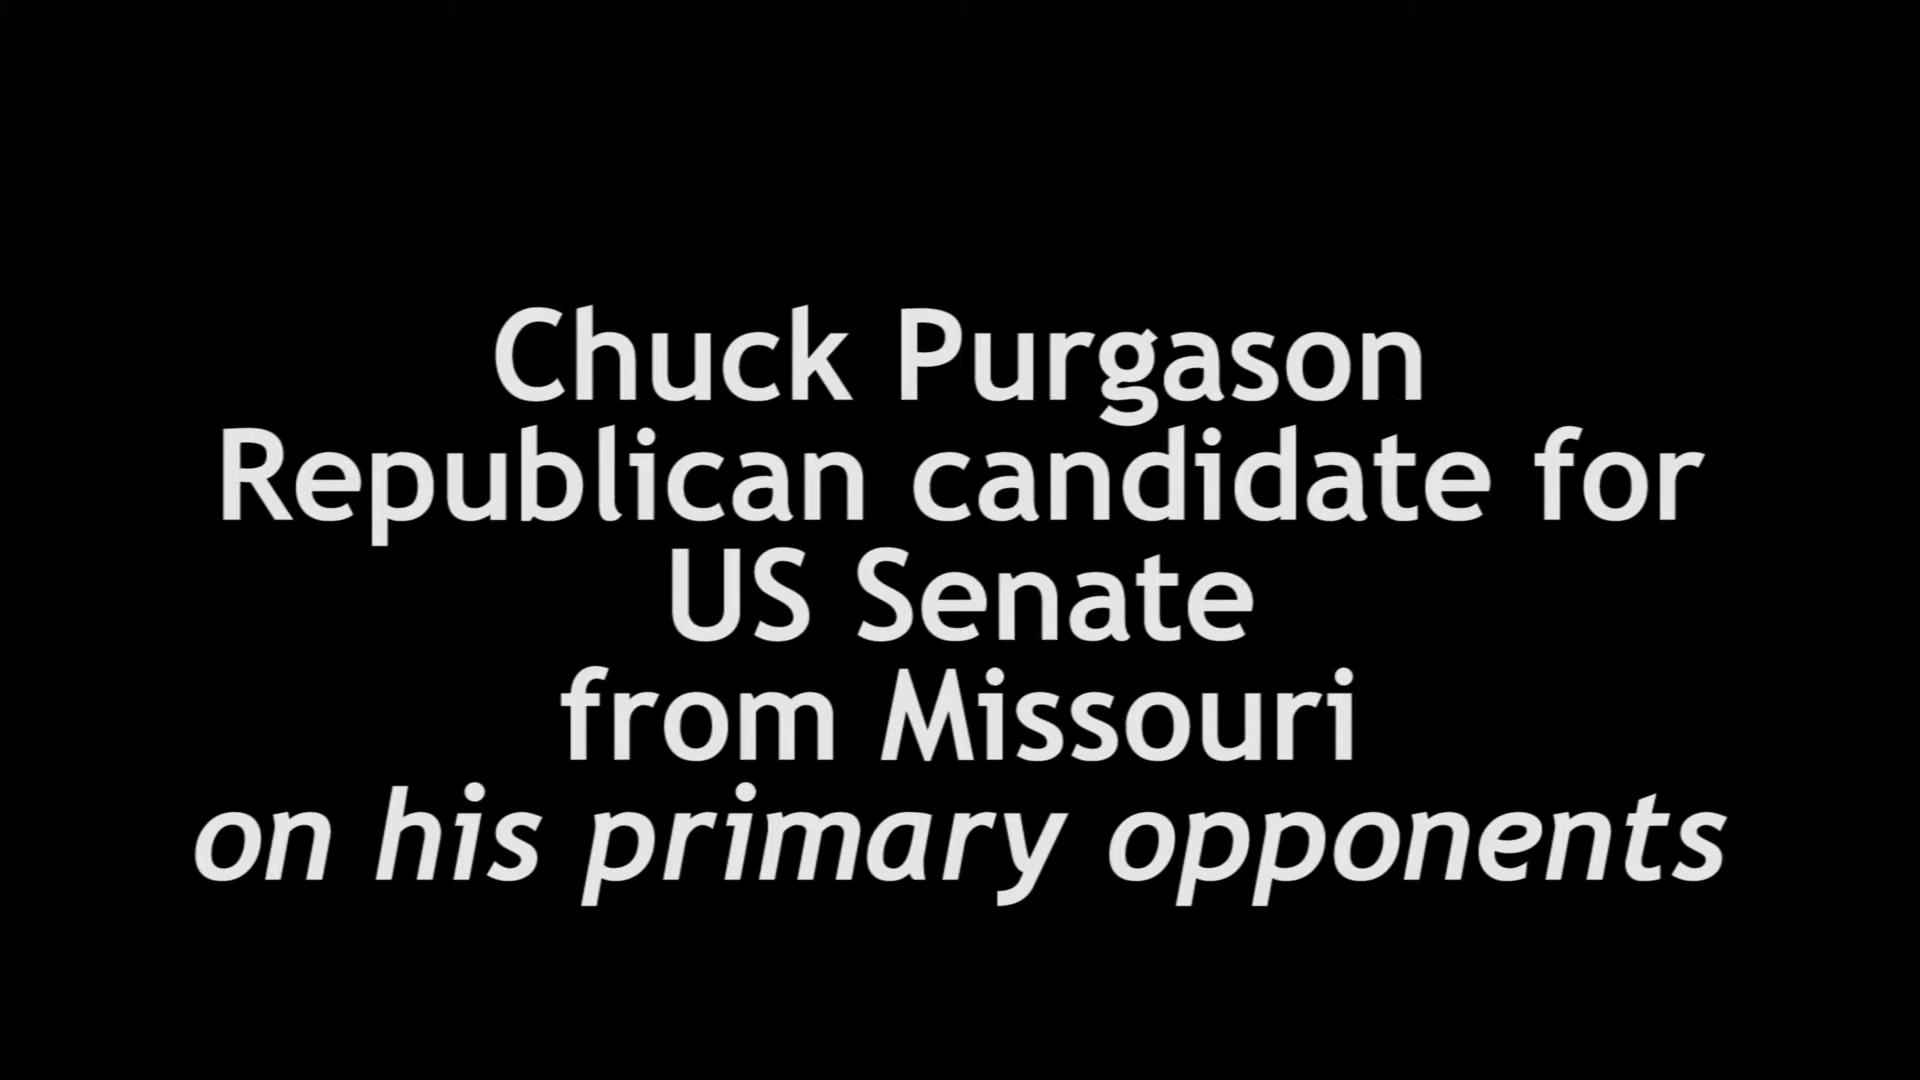 Chuck Purgason
Republican candidate for
US Senate
from Missouri
on his primary opponents